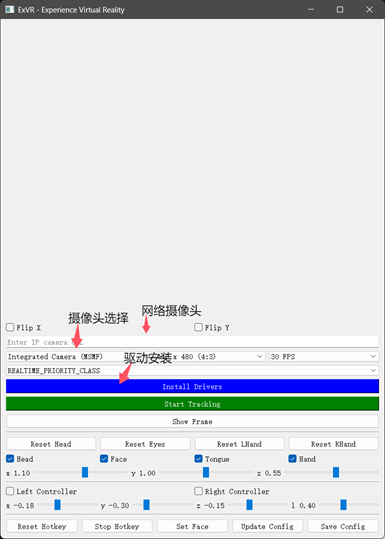 ExVR - Experience Virtual Reality
Flip X
Flip Y
网络摄像头
摄像头选择
Enter IP camera
Integrated Camera (MSMF)
x 480 (4:3)
30 FPS
驱动安装
REALTIME_PRIORITY_CLASS
Install Drivers
Start Tracking
Show Frame
Reset Head
Reset Eyes
Reset LHand
Reset RHand
Head
Face
Tongue
Hand
x 1.10
y 1.00
z 0.55
Left Controller
Right Controller
x -0.18
y -0.30
z -0.15
l 0.40
Reset Hotkey
Stop Hotkey
Set Face
Update Config
Save Config